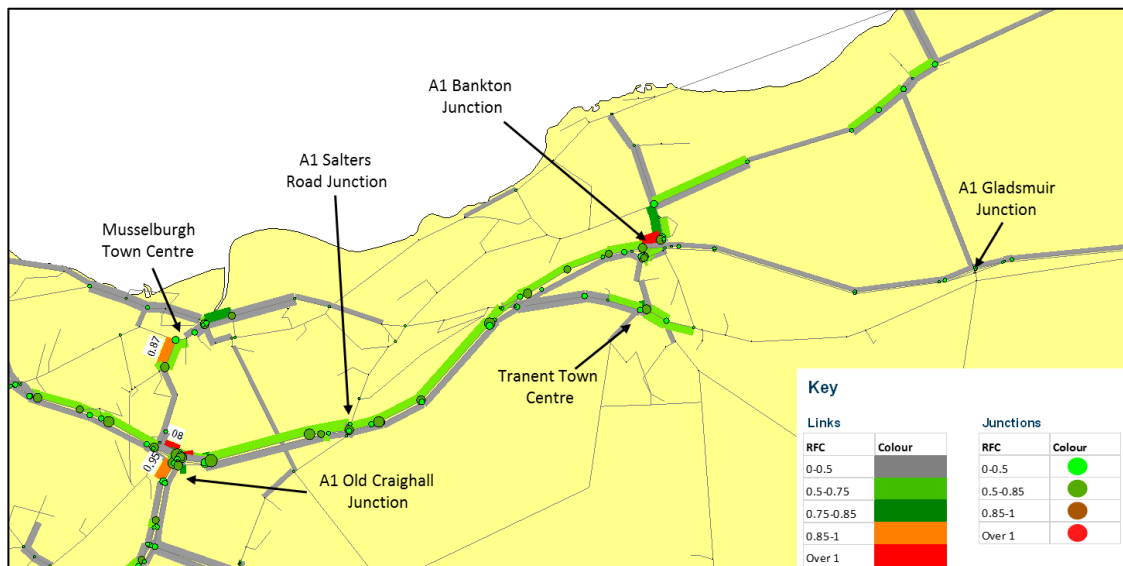 A1 Bankton
Junction
A1 Salters
Road Junction
A1 Gladsmuir
Junction
Musselburgh
Town Centre
0.87
Tranent Town
Centre
08
0.95
A1 Old Craighall
Junction
Key
Links
Junctions
RFC Colour
RFC Colour
0-0.5
0-0.5
0.5-0.75
0.5-0.85
0.75-0.85
0.85-1
0.85-1
Over 1
Over 1